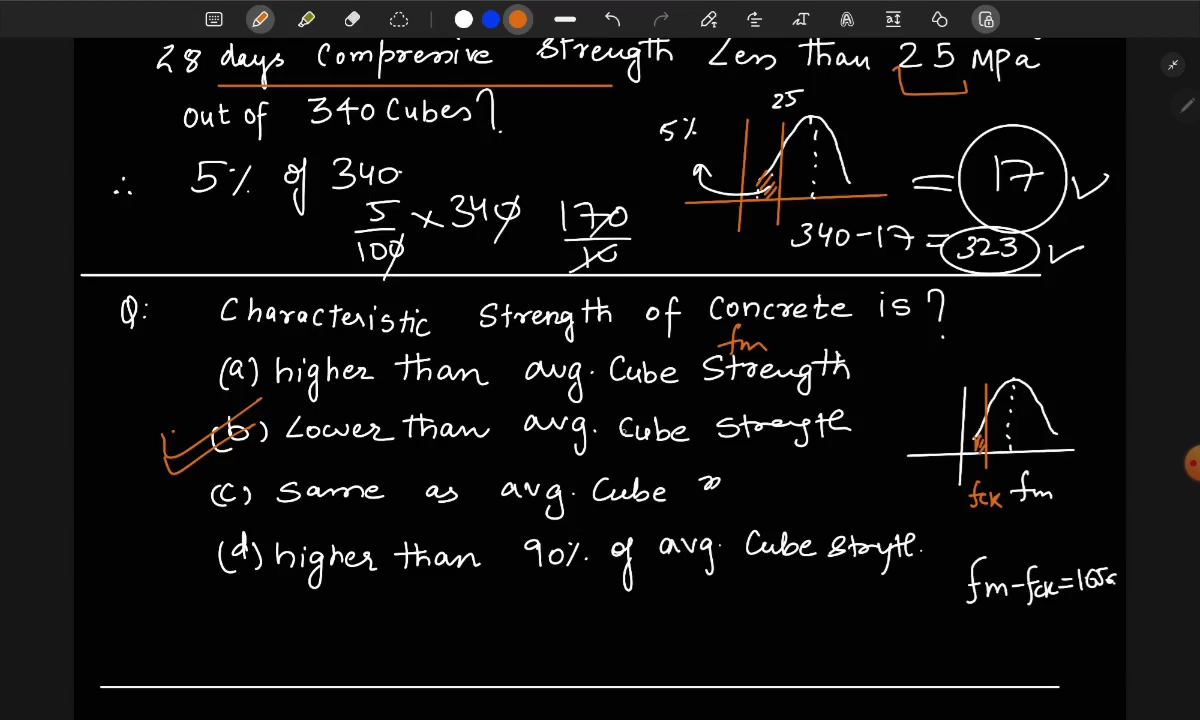 28 days Compressive Strength Less than 25 MPa
out of 340 Cubes?
25
5%
∴ 5% of 340
5/100 × 340 170/10
= 17
340-17 = 323
Q: Characteristic Strength of Concrete is?
fm
(a) higher than avg. Cube Strength
(b) Lower than avg. Cube Strength
(c) Same as avg. Cube "
(d) higher than 90% of avg. Cube
fck fm
fm-fck=1.65σ